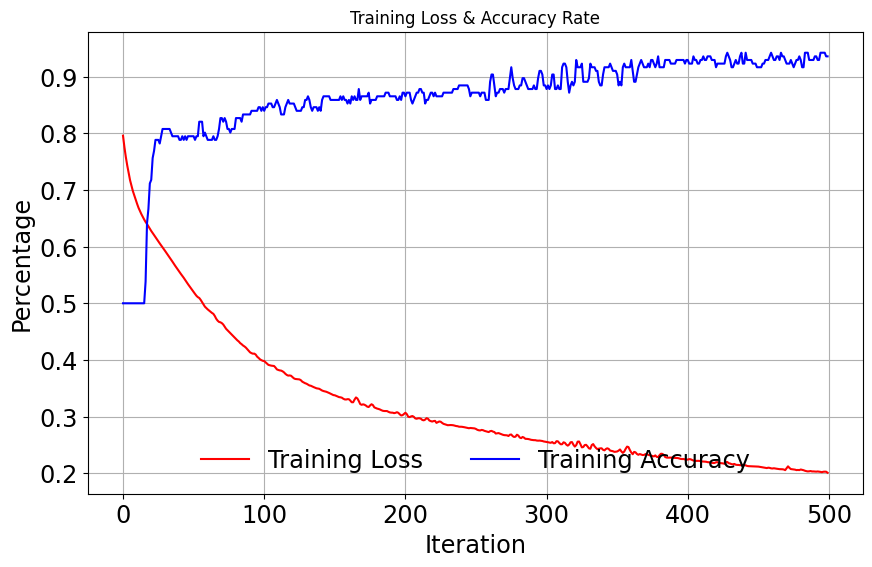 Training Loss & Accuracy Rate
0.9
0.8
0.7
0.6
0.5
0.4
0.3
0.2
Percentage
Training Loss Training Accuracy
0 100 200 300 400 500
Iteration